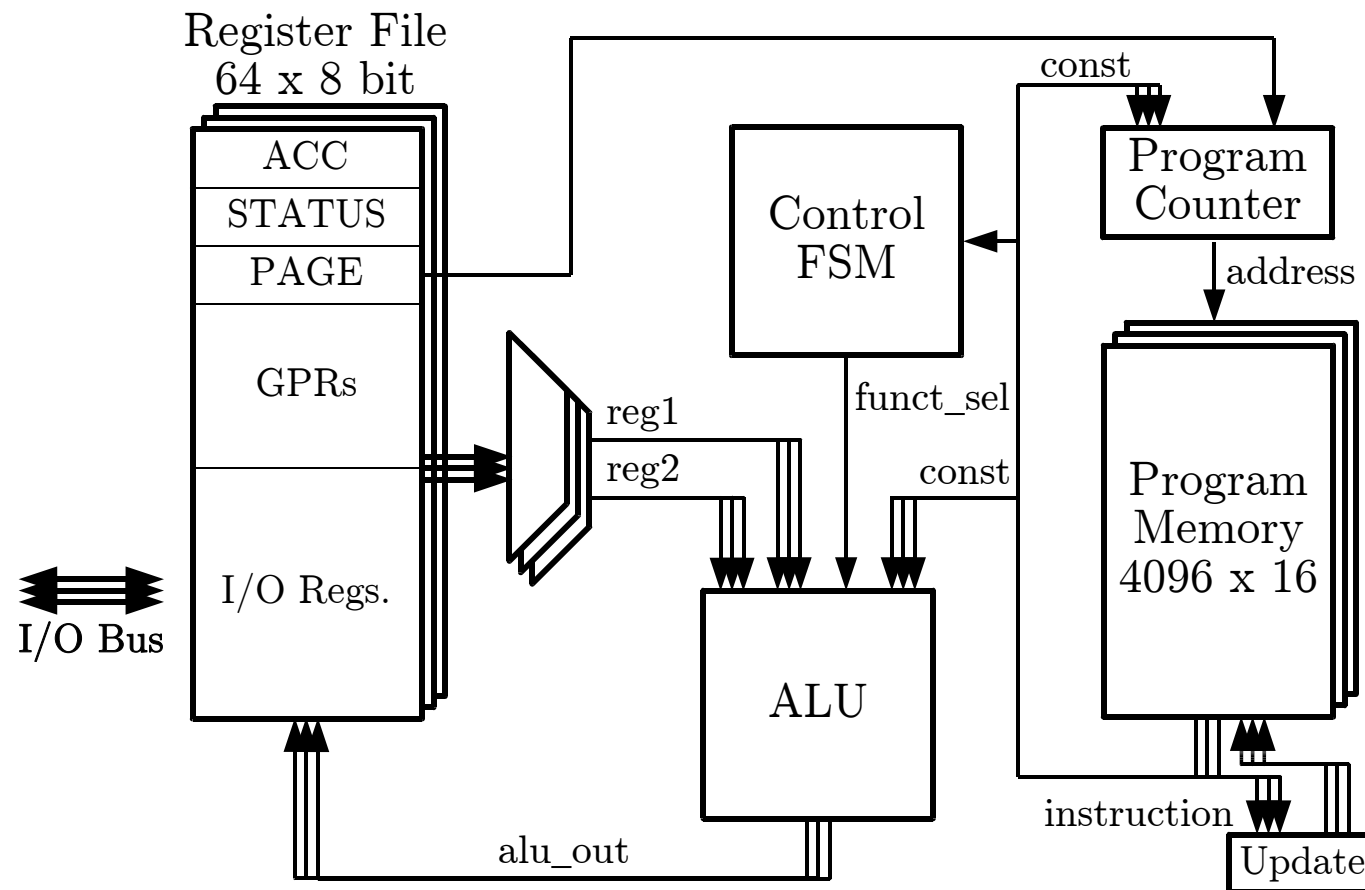 Register File
64 x 8 bit
ACC
STATUS
PAGE
GPRs
I/O Regs.
I/O Bus
reg1
reg2
Control
FSM
funct_sel
const
const
Program
Counter
address
Program
Memory
4096 x 16
ALU
alu_out
instruction
Update